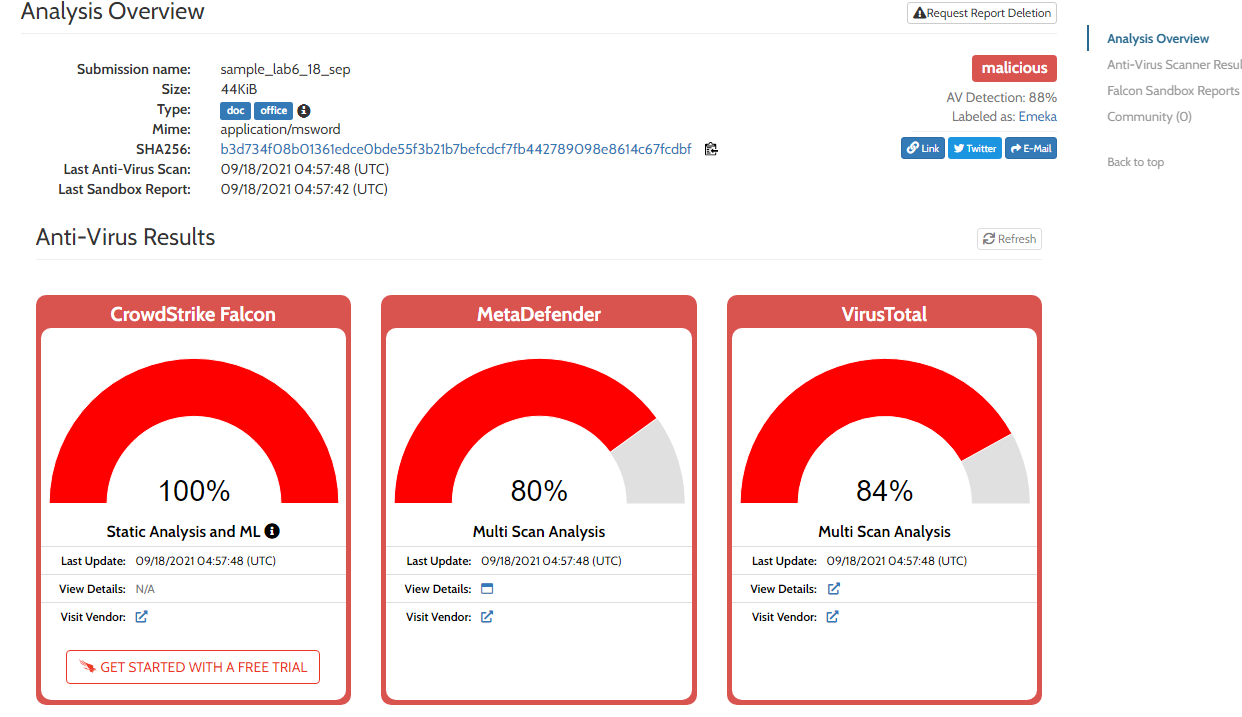 Analysis Overview
Request Report Deletion
Submission name: sample_lab6_18_sep
Size: 44KiB
Type: doc office
Mime: application/msword
SHA256: b3d734f08b01361edce0bde55f3b21b7befcdcf7fb442789098e8614c67fcdbf
Last Anti-Virus Scan: 09/18/2021 04:57:48 (UTC)
Last Sandbox Report: 09/18/2021 04:57:42 (UTC)
malicious
AV Detection: 88%
Labeled as: Emeka
Link Twitter E-Mail
Analysis Overview
Anti-Virus Scanner Resul
Falcon Sandbox Reports
Community (0)
Back to top
Anti-Virus Results
Refresh
CrowdStrike Falcon
100%
Static Analysis and ML
Last Update: 09/18/2021 04:57:48 (UTC)
View Details: N/A
Visit Vendor:
GET STARTED WITH A FREE TRIAL
MetaDefender
80%
Multi Scan Analysis
Last Update: 09/18/2021 04:57:48 (UTC)
View Details:
Visit Vendor:
VirusTotal
84%
Multi Scan Analysis
Last Update: 09/18/2021 04:57:48 (UTC)
View Details:
Visit Vendor: